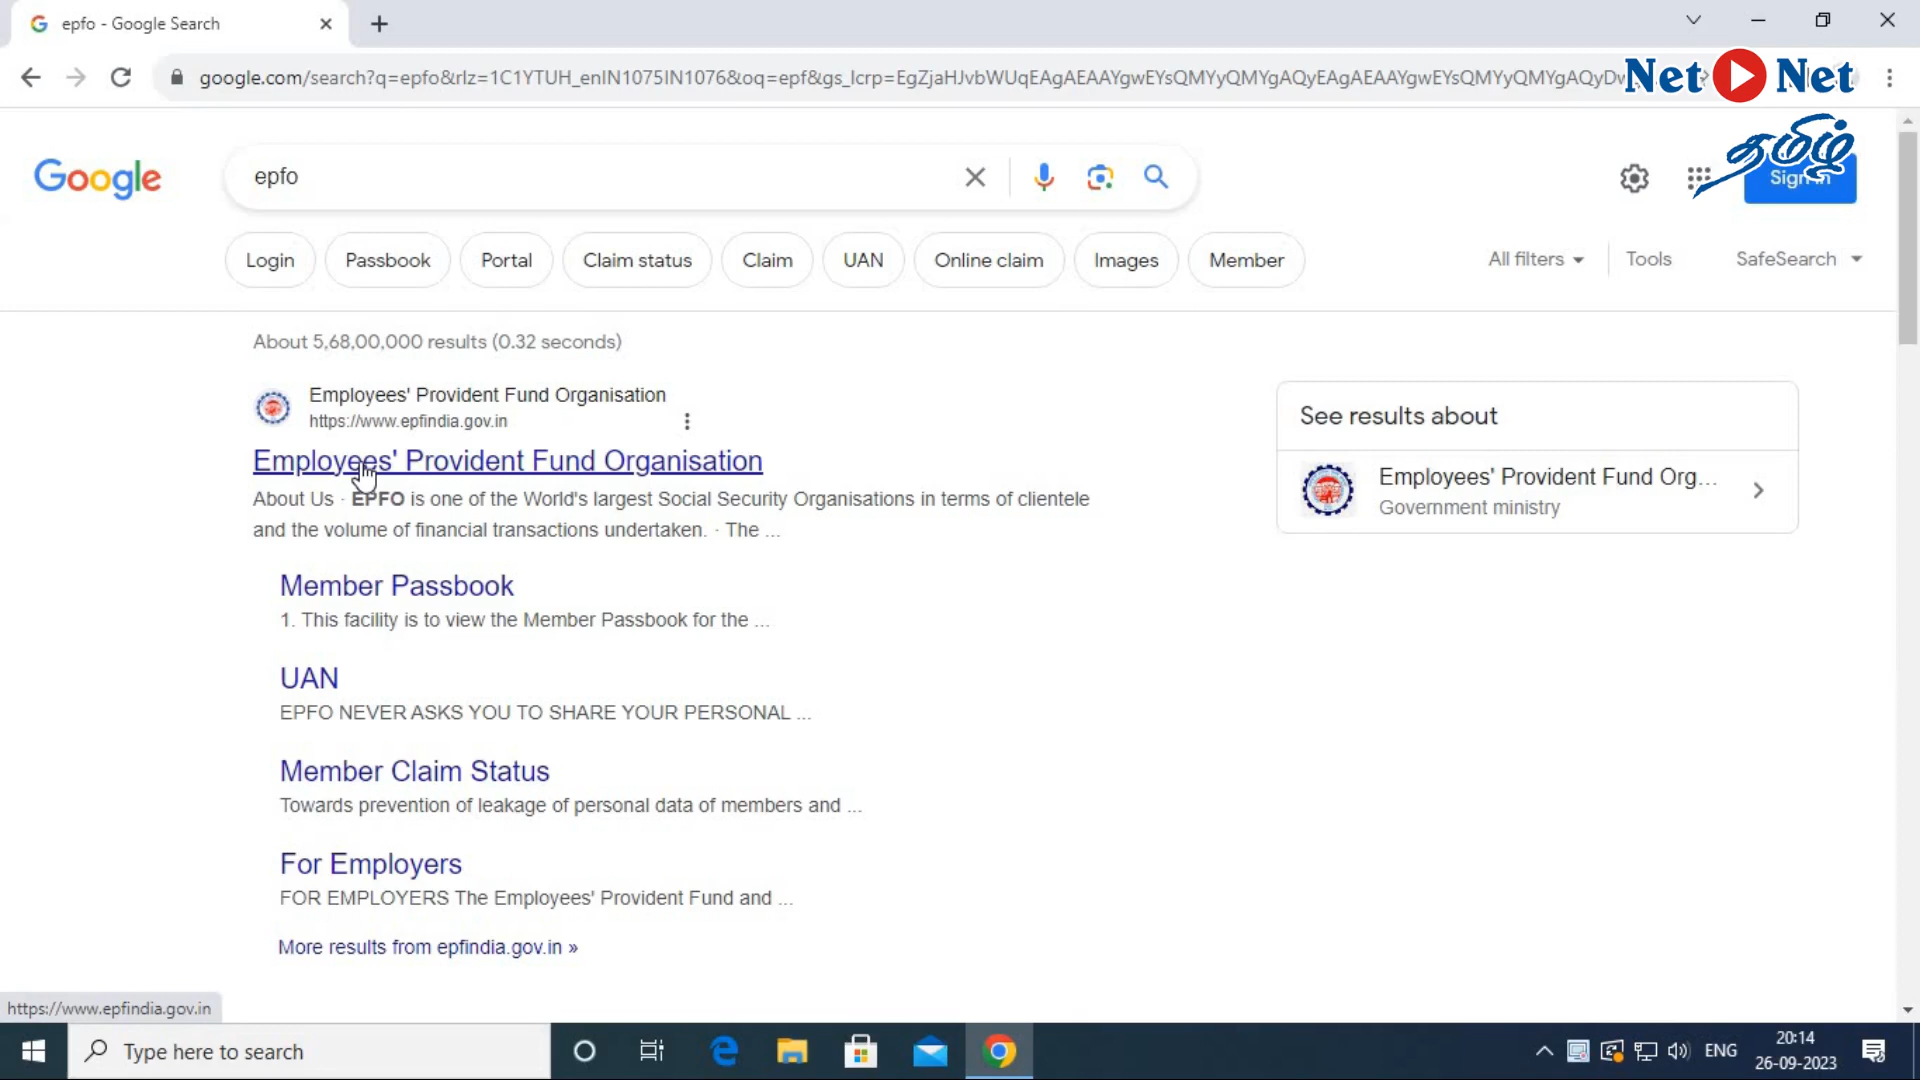 epfo - Google Search
google.com/search?q=epfo&rlz=1C1YTUH_enIN1075IN1076&oq=epf&gs_lcrp=EgZjaHJvbWUqEAgAEAAYgwEYsQMYyQMYgAQyEAgAEAAYgwEYsQMYyQMYgAQyDw
Net Net
தமிழ்
Google
epfo
Sign in
Login
Passbook
Portal
Claim status
Claim
UAN
Online claim
Images
Member
All filters
Tools
SafeSearch
About 5,68,00,000 results (0.32 seconds)
Employees' Provident Fund Organisation
https://www.epfindia.gov.in
Employees' Provident Fund Organisation
About Us · EPFO is one of the World's largest Social Security Organisations in terms of clientele
and the volume of financial transactions undertaken. · The ...
See results about
Employees' Provident Fund Org...
Government ministry
Member Passbook
1. This facility is to view the Member Passbook for the ...
UAN
EPFO NEVER ASKS YOU TO SHARE YOUR PERSONAL ...
Member Claim Status
Towards prevention of leakage of personal data of members and ...
For Employers
FOR EMPLOYERS The Employees' Provident Fund and ...
More results from epfindia.gov.in »
https://www.epfindia.gov.in
Type here to search
ENG
20:14
26-09-2023